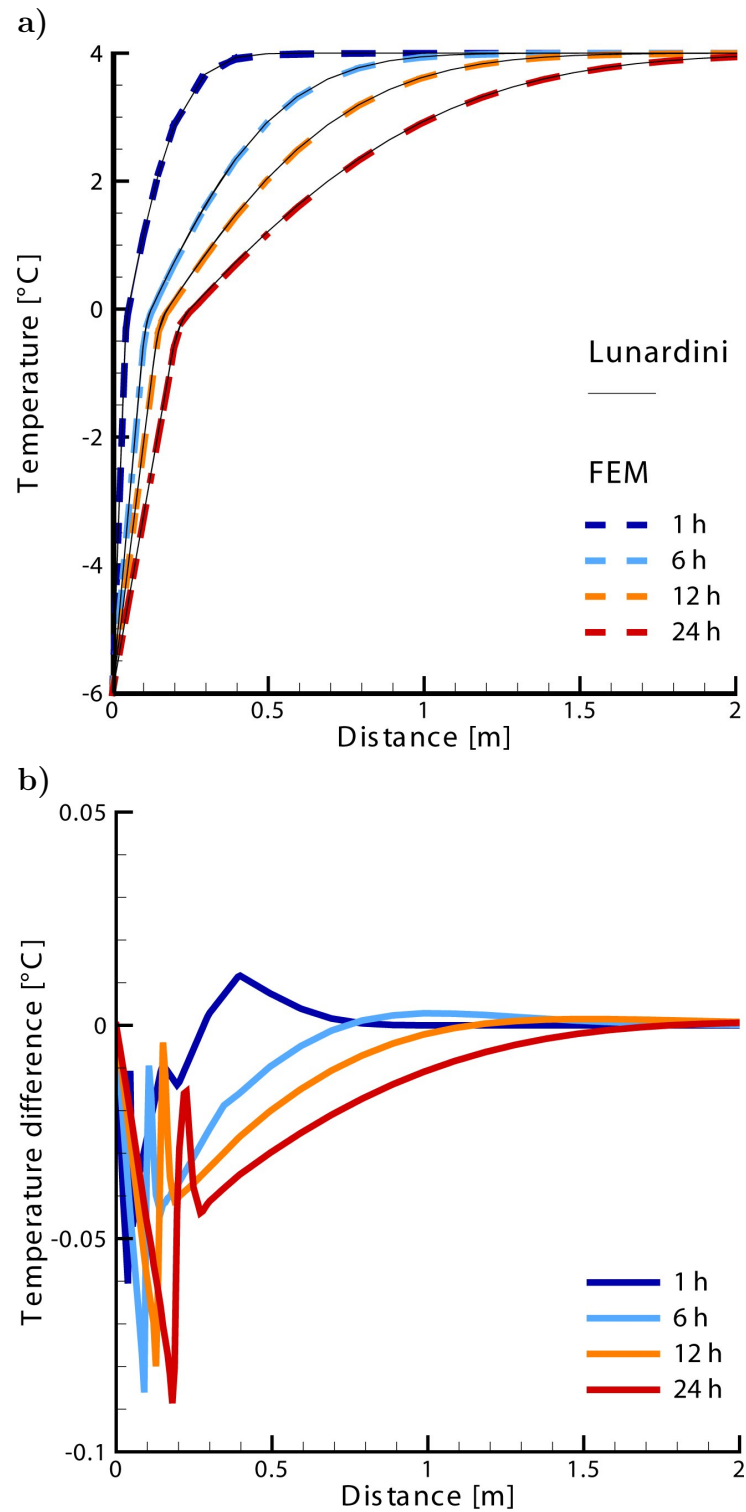 a)
4
2
0
-2
-4
-6
Temperature [°C]
Lunardini
FEM
1 h
6 h
12 h
24 h
0
0.5
1
1.5
2
Distance [m]
b)
0.05
0
-0.05
-0.1
Temperature difference [°C]
1 h
6 h
12 h
24 h
0
0.5
1
1.5
2
Distance [m]